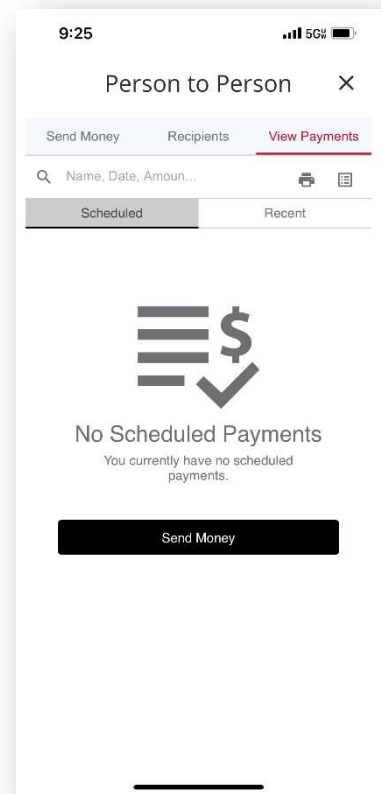 9:25 5G
Person to Person
Send Money Recipients View Payments
Name, Date, Amoun...
Scheduled Recent
$
No Scheduled Payments
You currently have no scheduled
payments.
Send Money